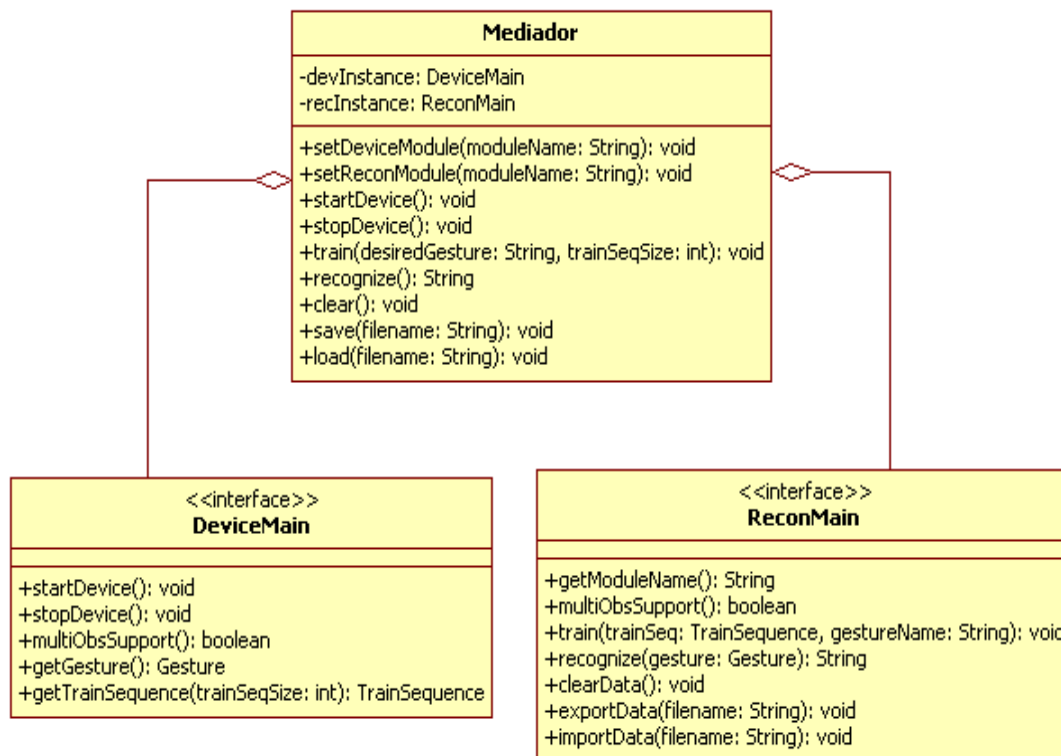 Mediador
-devInstance: DeviceMain
-recInstance: ReconMain
+setDeviceModule(moduleName: String): void
+setReconModule(moduleName: String): void
+startDevice(): void
+stopDevice(): void
+train(desiredGesture: String, trainSeqSize: int): void
+recognize(): String
+clear(): void
+save(filename: String): void
+load(filename: String): void
<<interface>>
DeviceMain
+startDevice(): void
+stopDevice(): void
+multiObsSupport(): boolean
+getGesture(): Gesture
+getTrainSequence(trainSeqSize: int): TrainSequence
<<interface>>
ReconMain
+getModuleName(): String
+multiObsSupport(): boolean
+train(trainSeq: TrainSequence, gestureName: String): void
+recognize(gesture: Gesture): String
+clearData(): void
+exportData(filename: String): void
+importData(filename: String): void